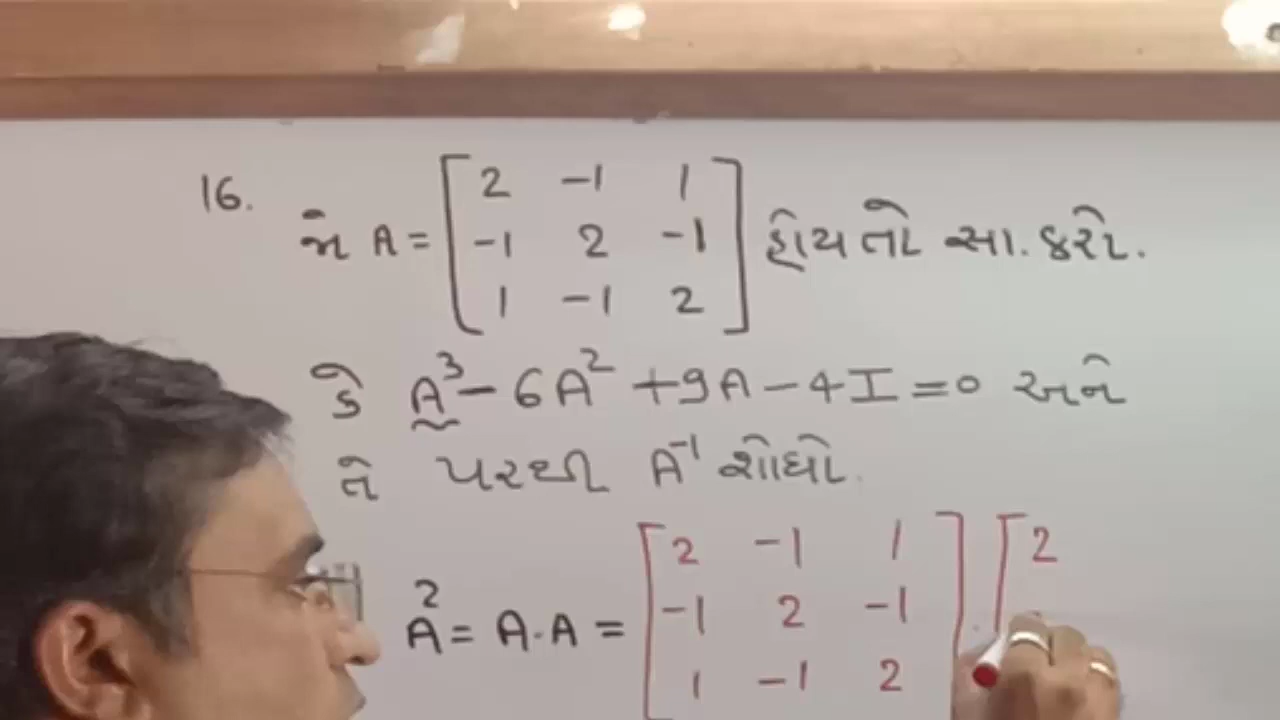 16. જો A = [ 2 -1 1
-1 2 -1
1 -1 2 ] હોય તો સા. કરો.
કે A³ - 6A² + 9A - 4I = 0 અને
તે પરથી A⁻¹ શોધો.
A² = A·A = [ 2 -1 1
-1 2 -1
1 -1 2 ] · [ 2